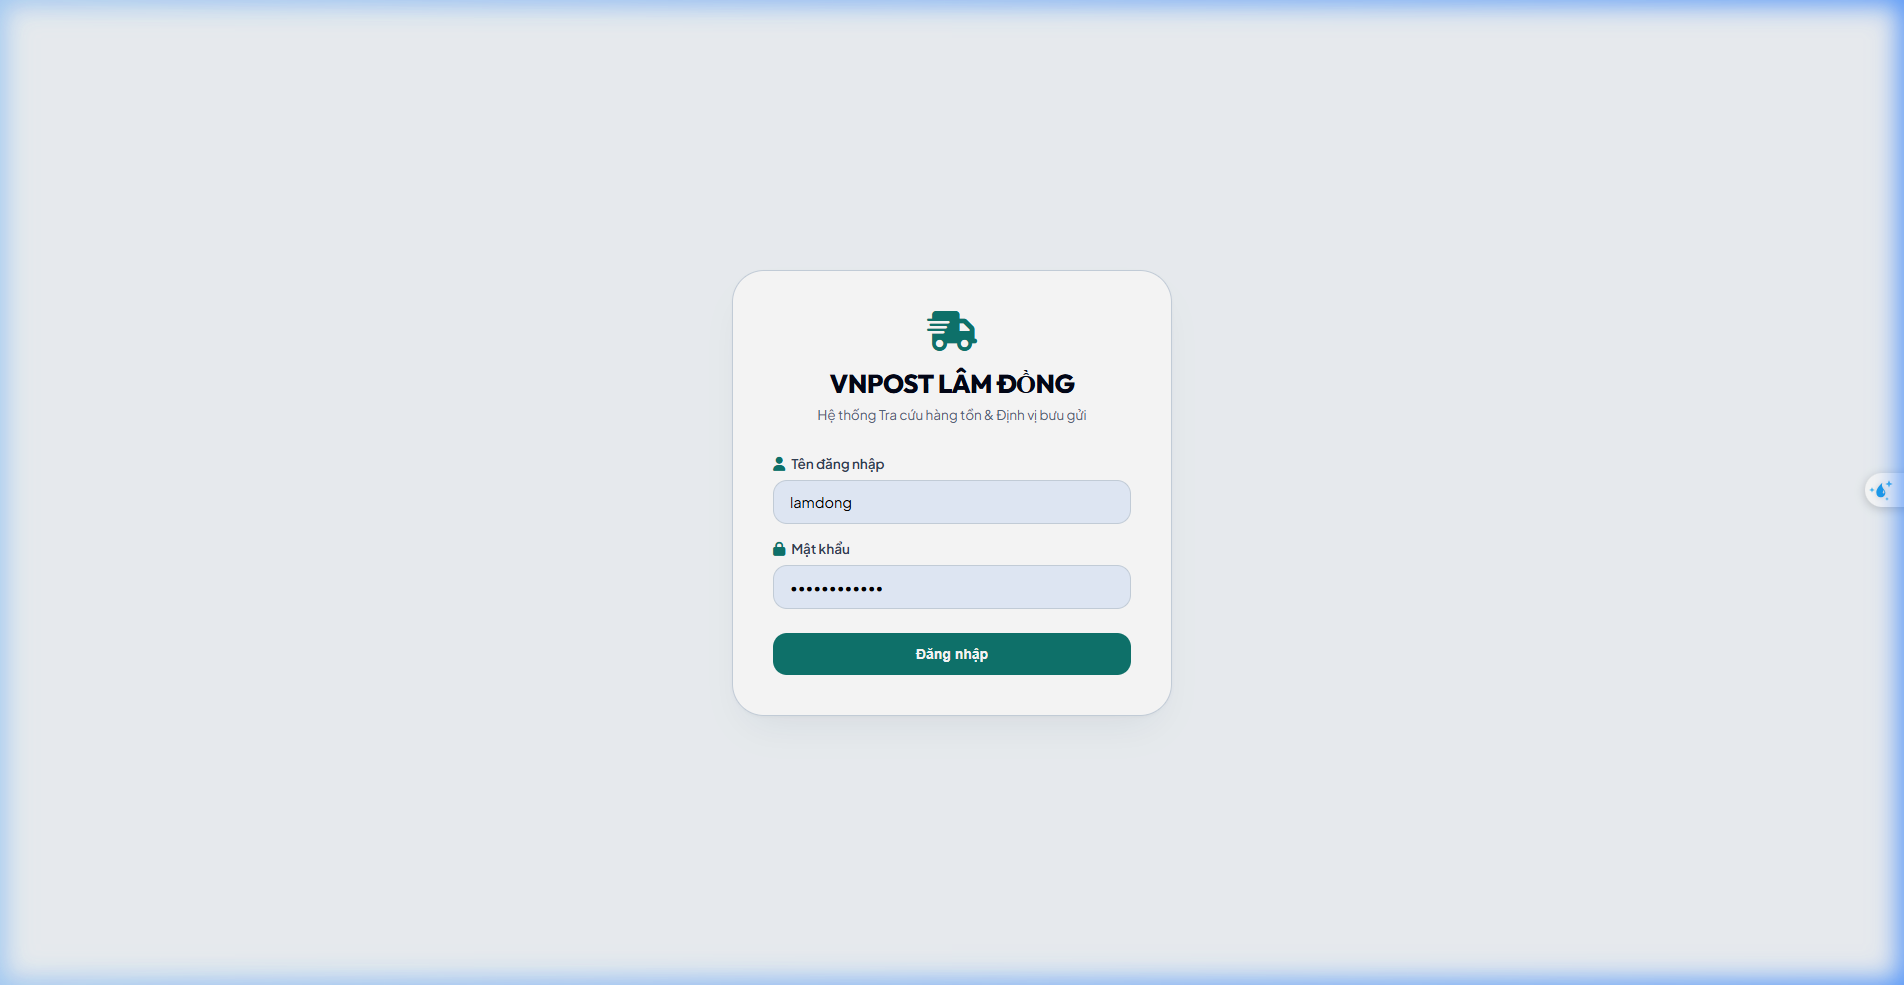 VNPOST LÂM ĐỒNG
Hệ thống Tra cứu hàng tồn & Định vị bưu gửi
Tên đăng nhập
lamdong
Mật khẩu
••••••••••••
Đăng nhập